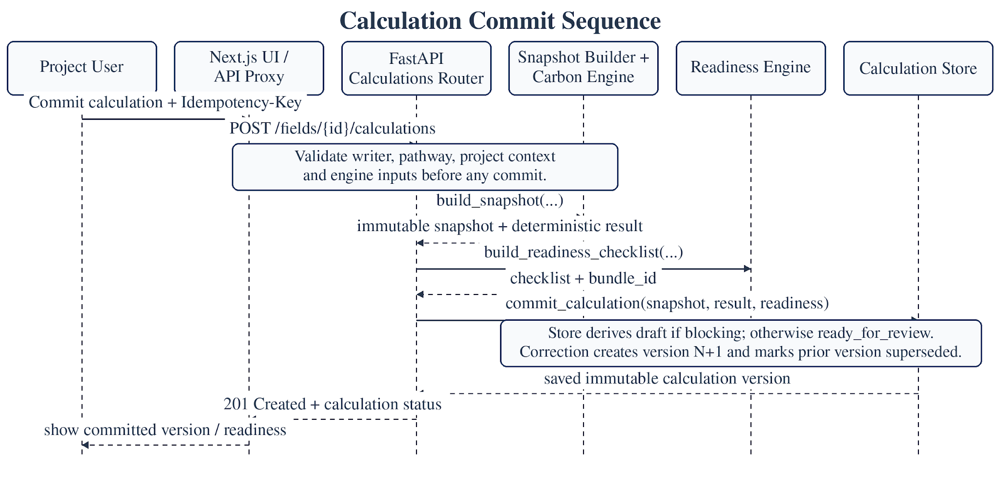 Calculation Commit Sequence
Project User
Next.js UI /
API Proxy
FastAPI
Calculations Router
Snapshot Builder +
Carbon Engine
Readiness Engine
Calculation Store
Commit calculation + Idempotency-Key
POST /fields/{id}/calculations
Validate writer, pathway, project context
and engine inputs before any commit.
build_snapshot(...)
immutable snapshot + deterministic result
build_readiness_checklist(...)
checklist + bundle_id
commit_calculation(snapshot, result, readiness)
Store derives draft if blocking; otherwise ready_for_review.
Correction creates version N+1 and marks prior version superseded.
saved immutable calculation version
201 Created + calculation status
show committed version / readiness